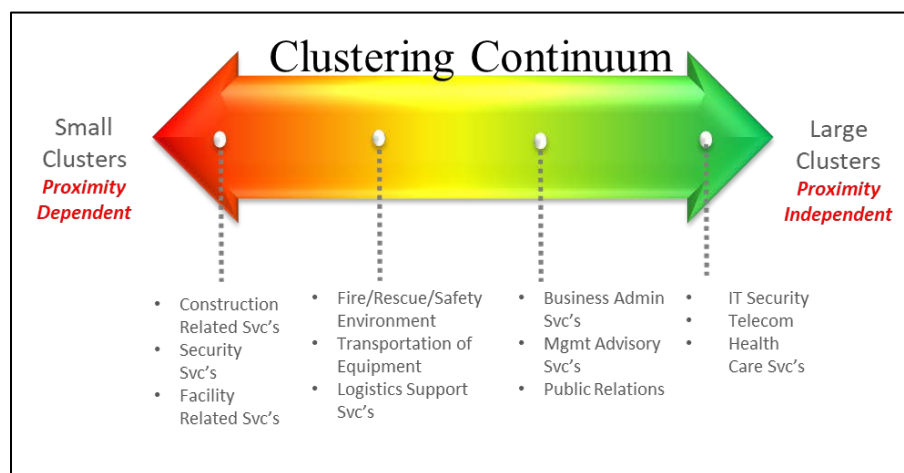 Clustering Continuum
Small
Clusters
Proximity
Dependent
Large
Clusters
Proximity
Independent
• Construction
Related Svc's
• Security
Svc's
• Facility
Related Svc's
• Fire/Rescue/Safety
Environment
• Transportation of
Equipment
• Logistics Support
Svc's
• Business Admin
Svc's
• Mgmt Advisory
Svc's
• Public Relations
• IT Security
• Telecom
• Health
Care Svc's